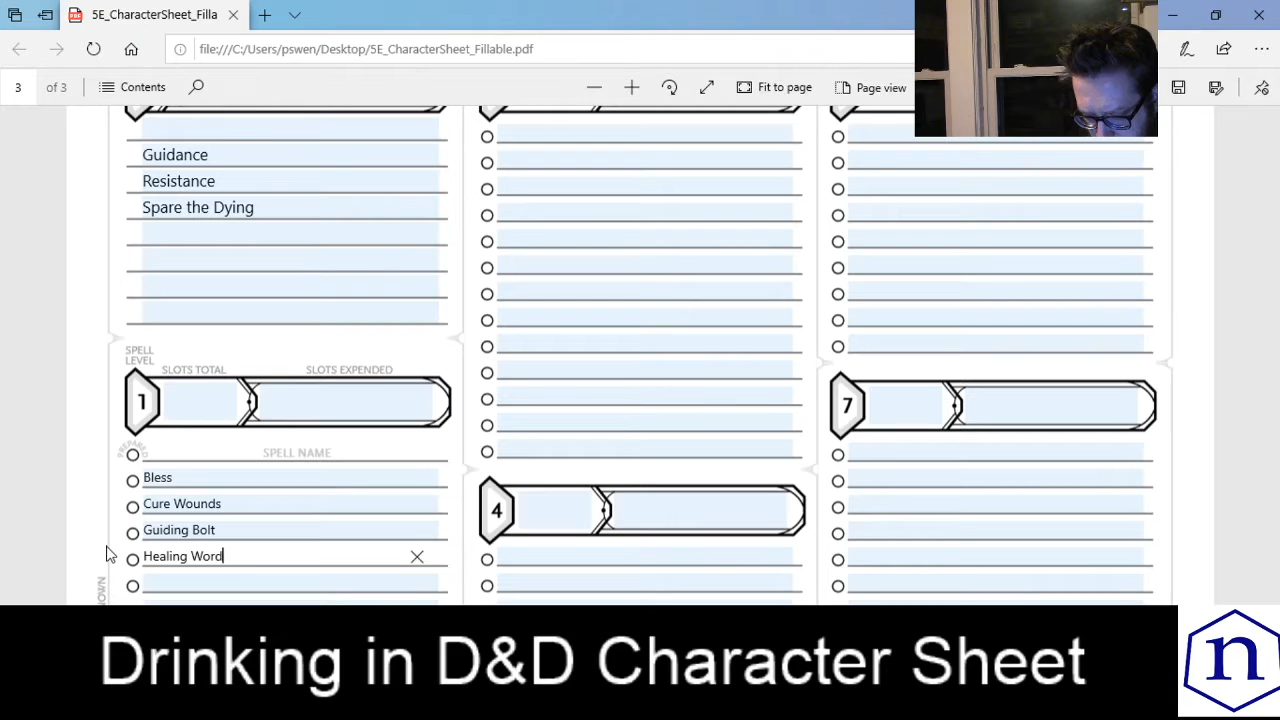 5E_CharacterSheet_Filla
file:///C:/Users/pswen/Desktop/5E_CharacterSheet_Fillable.pdf
3 of 3 Contents Fit to page Page view
Guidance
Resistance
Spare the Dying
SPELL
LEVEL
SLOTS TOTAL SLOTS EXPENDED
1
7
PREPARED
SPELL NAME
Bless
Cure Wounds
4
Guiding Bolt
Healing Word
Drinking in D&D Character Sheet
n